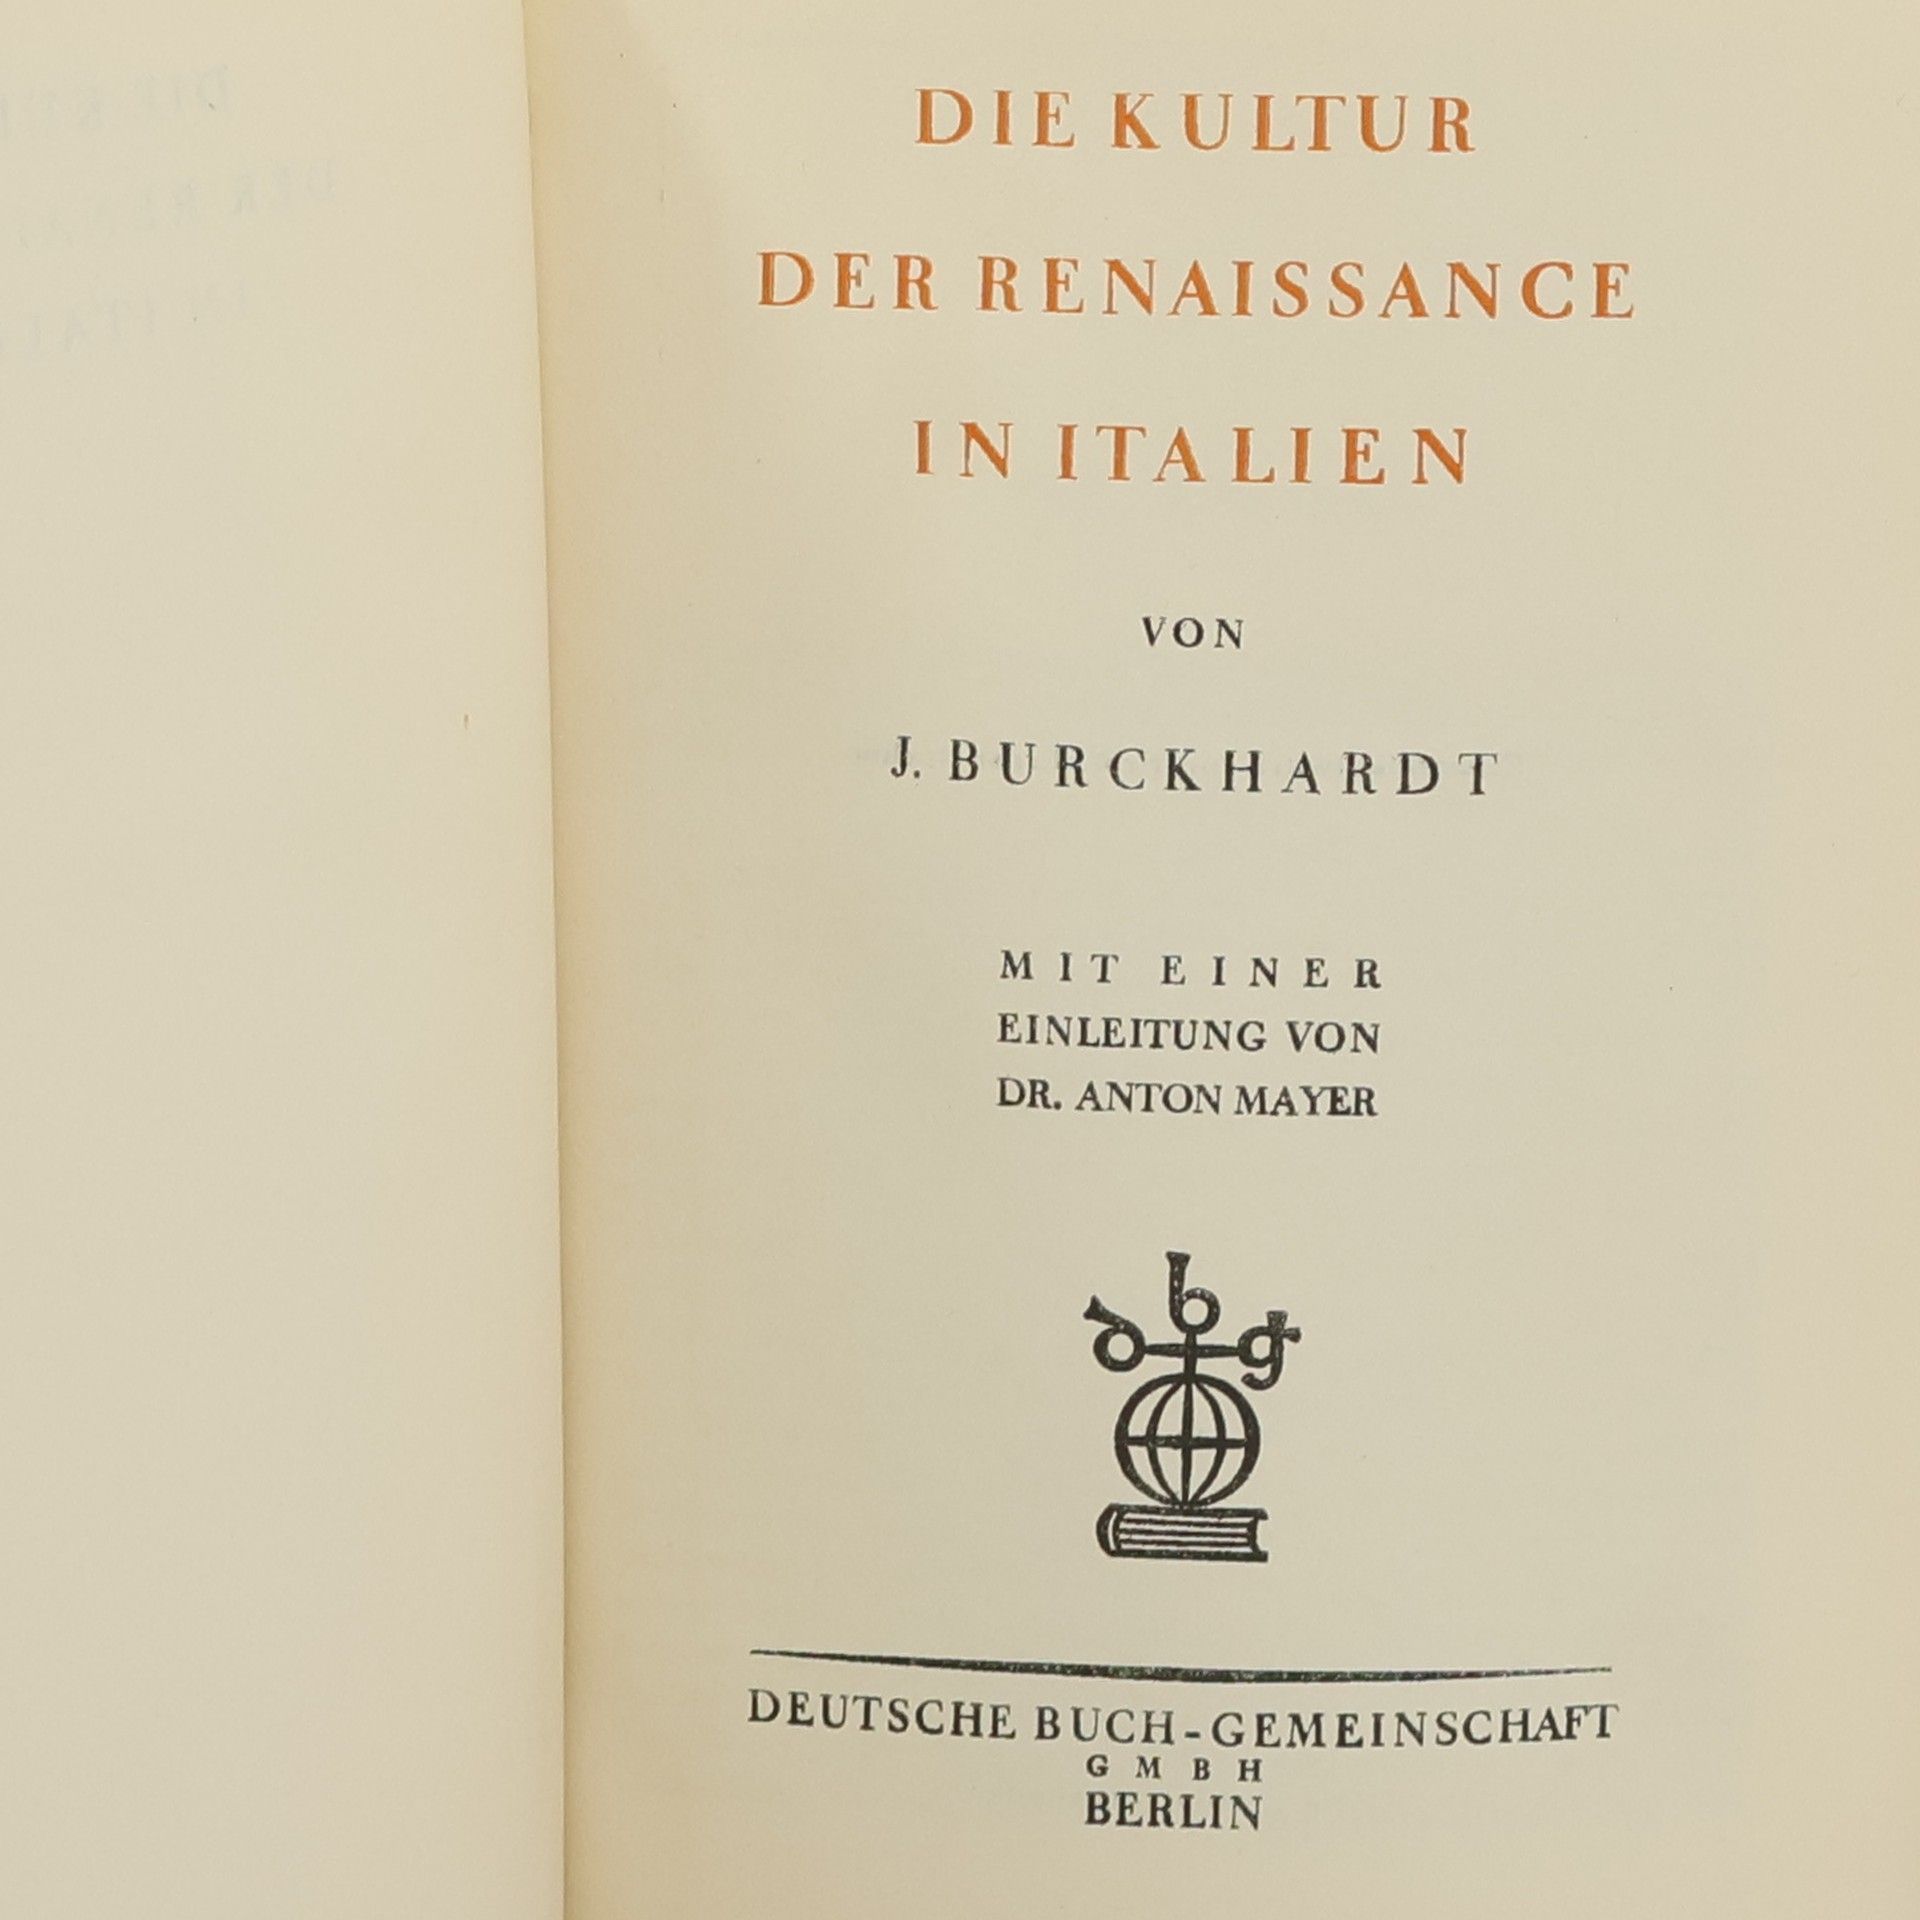 DIE KULTUR
DER RENAISSANCE
IN ITALIEN
VON
J. BURCKHARDT
MIT EINER
EINLEITUNG VON
DR. ANTON MAYER
dbg
DEUTSCHE BUCH-GEMEINSCHAFT
GMBH
BERLIN